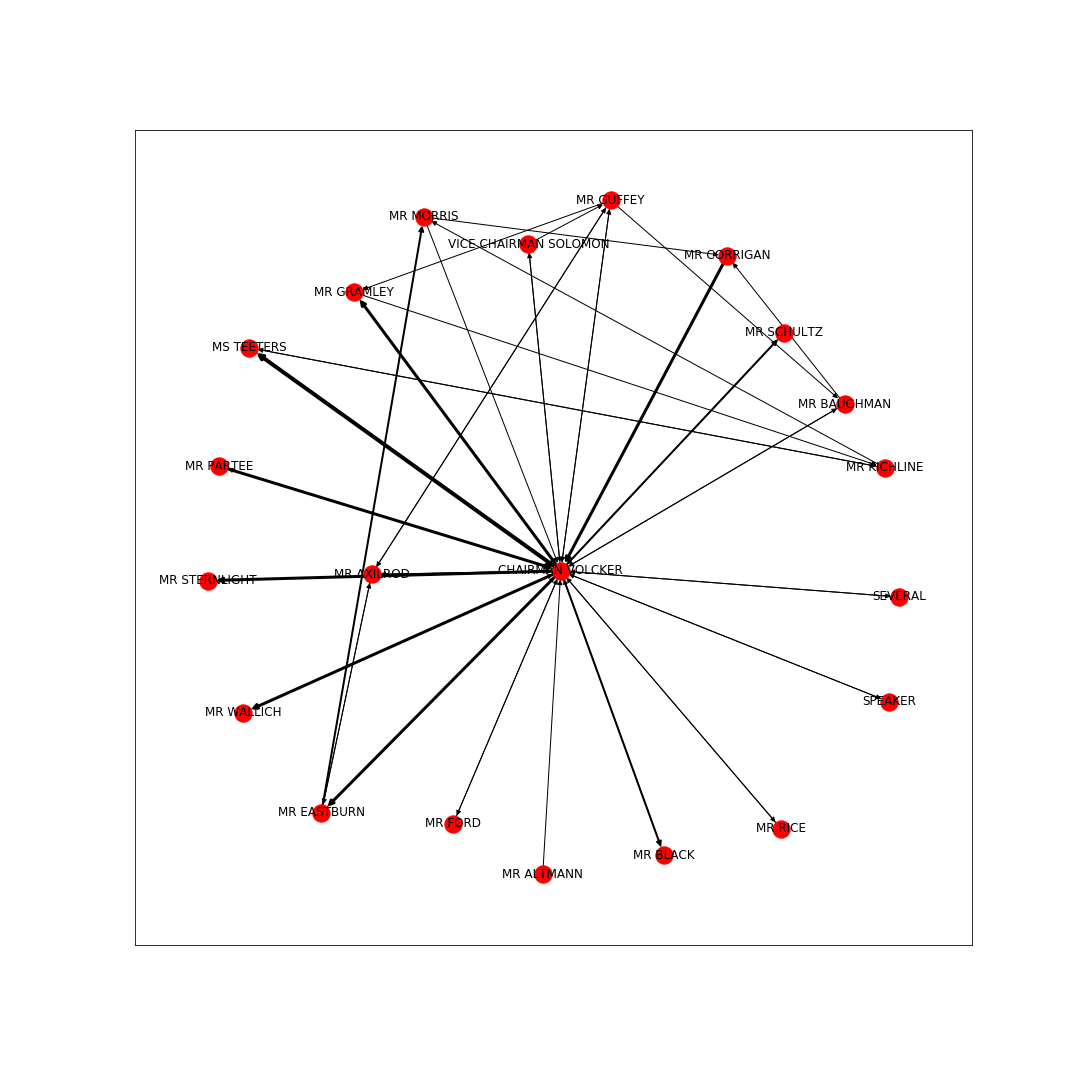 MR GUFFEY
MR MORRIS
VICE CHAIRMAN SOLOMON
MR CORRIGAN
MR GRAMLEY
MR SCHULTZ
MS TEETERS
MR BAUGHMAN
MR PARTEE
MR KICHLINE
CHAIRMAN VOLCKER
MR AXILROD
MR STERNLIGHT
SEVERAL
SPEAKER
MR WALLICH
MR EASTBURN
MR FORD
MR RICE
MR BLACK
MR ALTMANN